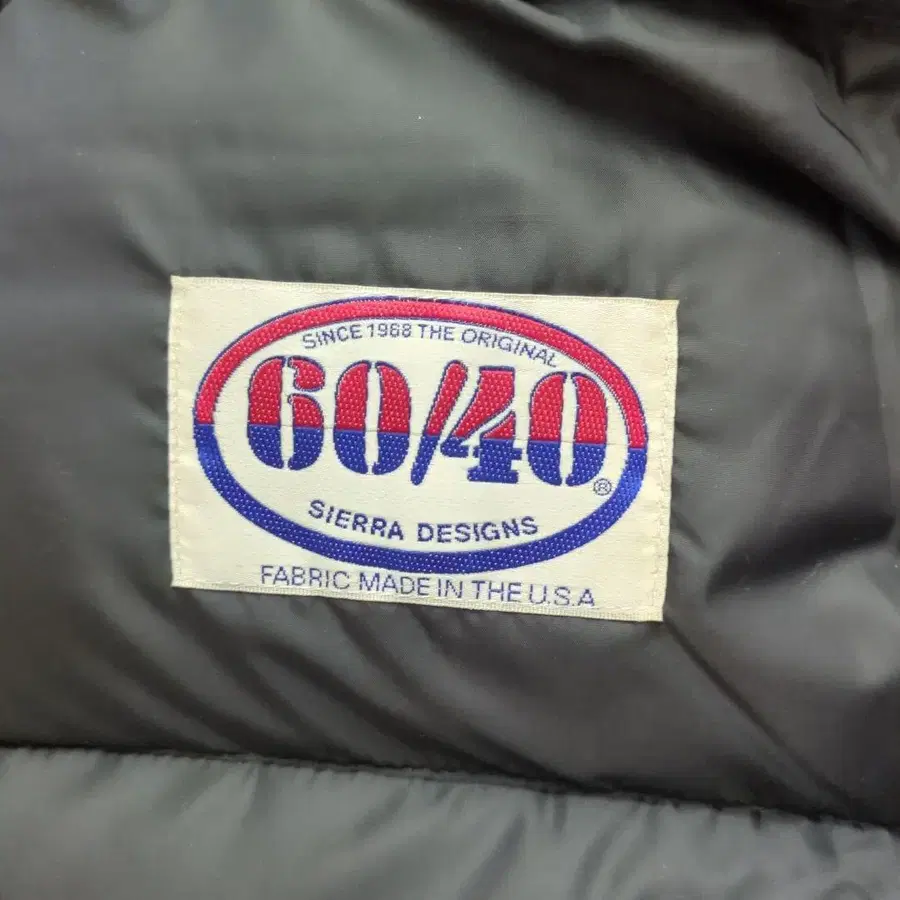 SINCE 1968 THE ORIGINAL
60/40
®
SIERRA DESIGNS
FABRIC MADE IN THE U.S.A